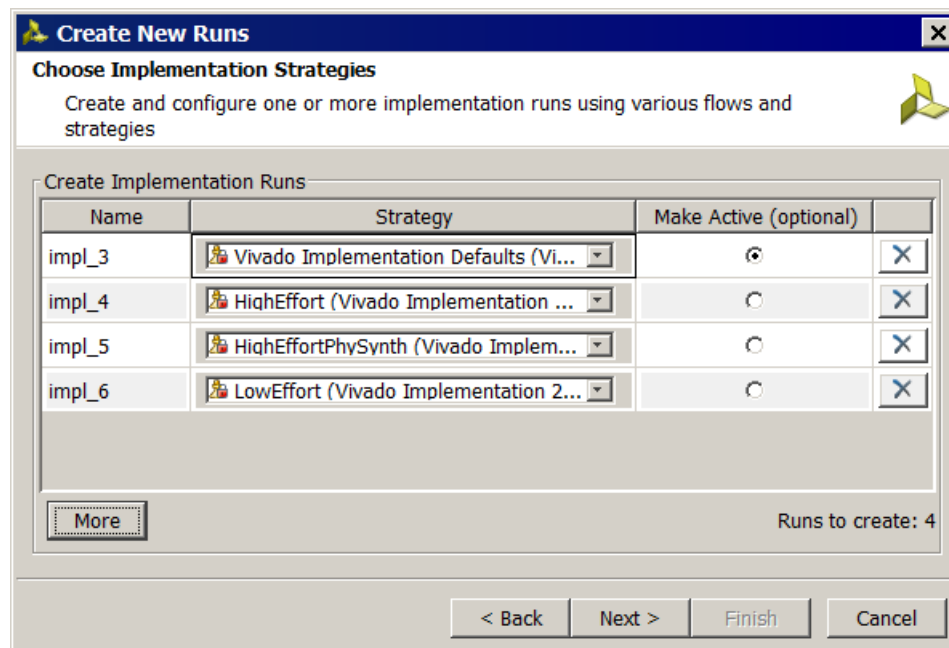 Create New Runs
Choose Implementation Strategies
Create and configure one or more implementation runs using various flows and
strategies
Create Implementation Runs
Name Strategy Make Active (optional)
impl_3 Vivado Implementation Defaults (Vi...
impl_4 HighEffort (Vivado Implementation ...
impl_5 HighEffortPhySynth (Vivado Implem...
impl_6 LowEffort (Vivado Implementation 2...
More Runs to create: 4
< Back Next > Finish Cancel